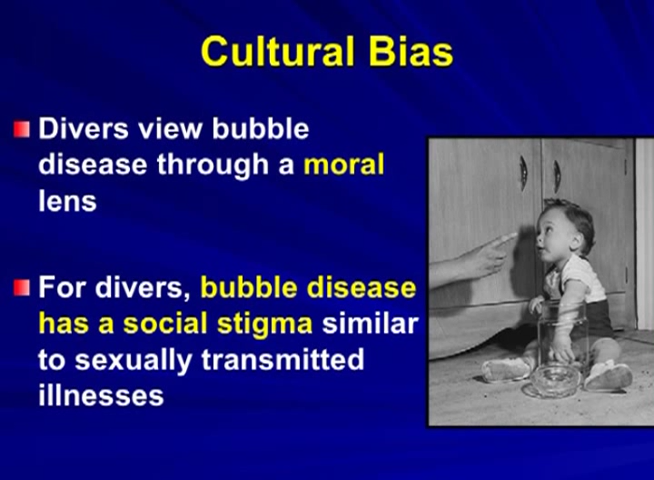 Cultural Bias
Divers view bubble
disease through a moral
lens
For divers, bubble disease
has a social stigma similar
to sexually transmitted
illnesses